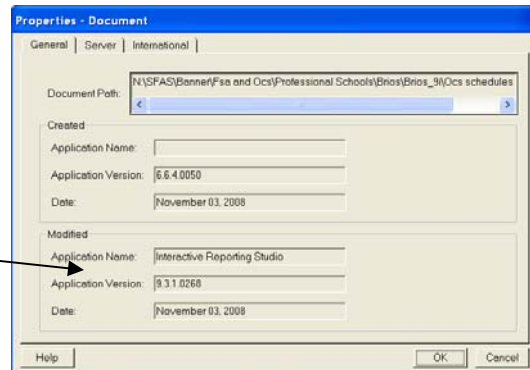 Properties - Document
General Server International
Document Path: N:\SFAS\Banner\Fsa and Ocs\Professional Schools\Brios\Brios_9i\Ocs schedules
Created
Application Name:
Application Version: 6.6.4.0050
Date: November 03, 2008
Modified
Application Name: Interactive Reporting Studio
Application Version: 9.3.1.0268
Date: November 03, 2008
Help OK Cancel